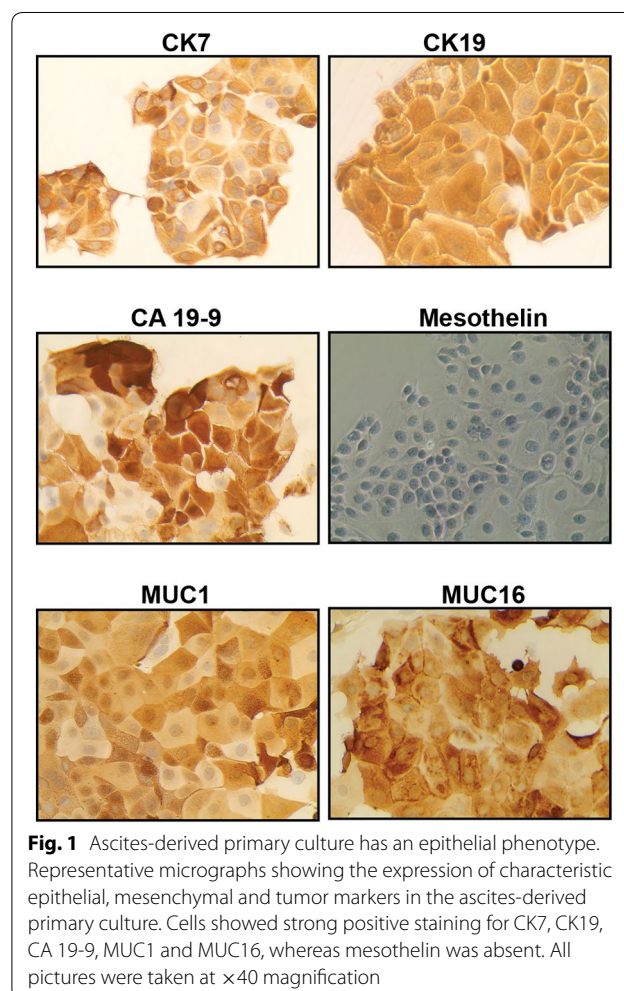 CK7 CK19
CA 19-9 Mesothelin
MUC1 MUC16
Fig. 1 Ascites-derived primary culture has an epithelial phenotype.
Representative micrographs showing the expression of characteristic
epithelial, mesenchymal and tumor markers in the ascites-derived
primary culture. Cells showed strong positive staining for CK7, CK19,
CA 19-9, MUC1 and MUC16, whereas mesothelin was absent. All
pictures were taken at ×40 magnification